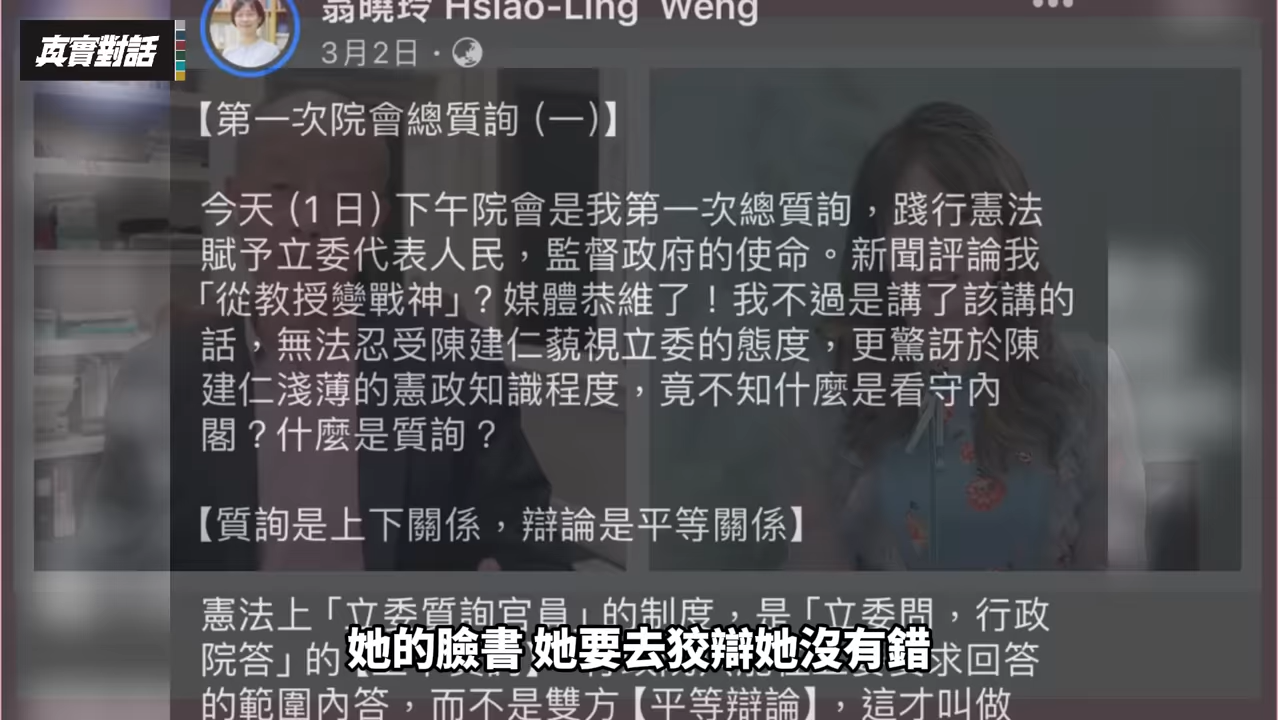 真實對話
翁曉玲 Hsiao-Ling Weng
3月2日 ·
【第一次院會總質詢 (一)】
今天 (1 日) 下午院會是我第一次總質詢，踐行憲法
賦予立委代表人民，監督政府的使命。新聞評論我
「從教授變戰神」？媒體恭維了！我不過是講了該講的
話，無法忍受陳建仁藐視立委的態度，更驚訝於陳
建仁淺薄的憲政知識程度，竟不知什麼是看守內
閣？什麼是質詢？
【質詢是上下關係，辯論是平等關係】
憲法上「立委質詢官員」的制度，是「立委問，行政
院答」的 求回答
的範圍內答，而不是雙方【平等辯論】，這才叫做
她的臉書 她要去狡辯她沒有錯